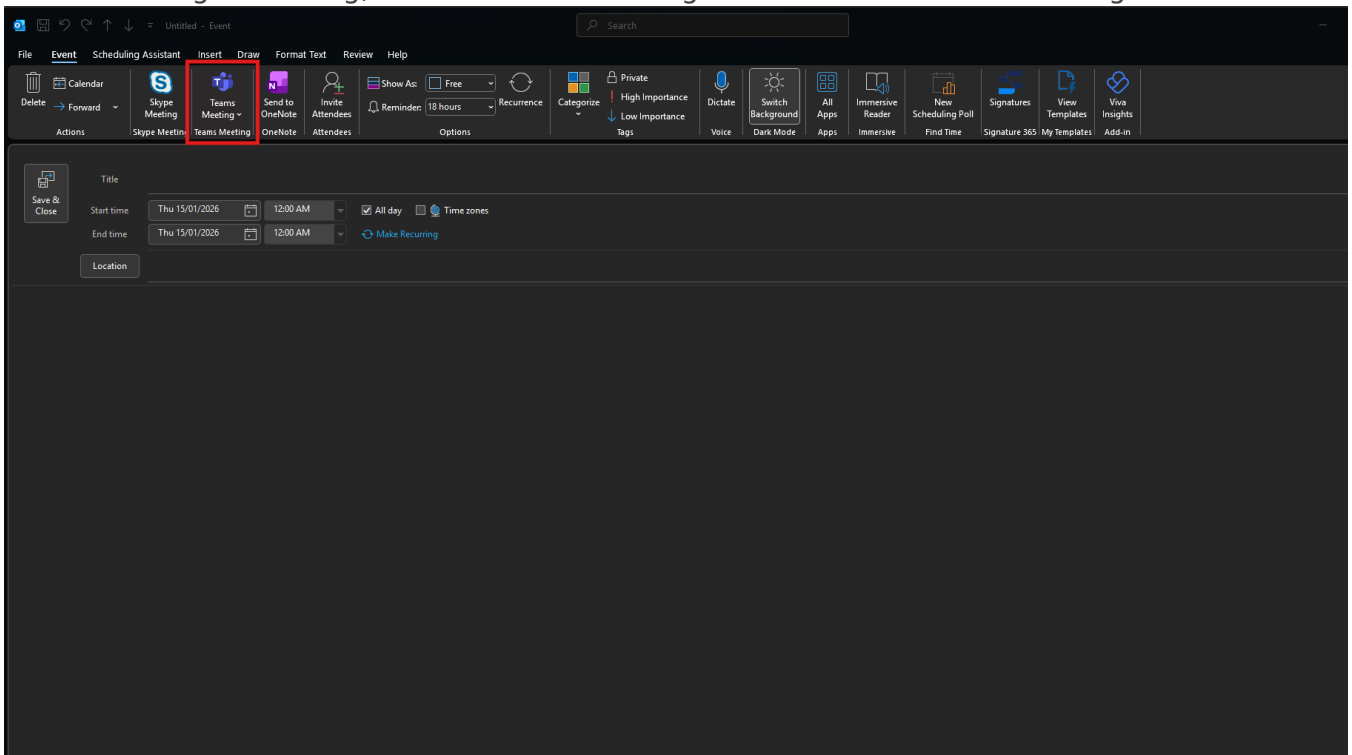 Untitled - Event
Search
File Event Scheduling Assistant Insert Draw Format Text Review Help
Delete
Calendar
Forward
Actions
Skype Meeting
Skype Meeting
Teams Meeting
Teams Meeting
Send to OneNote
OneNote
Invite Attendees
Attendees
Show As: Free
Reminder: 18 hours
Recurrence
Options
Categorize
Private
High Importance
Low Importance
Tags
Dictate
Voice
Switch Background
Dark Mode
All Apps
Apps
Immersive Reader
Immersive
New Scheduling Poll
Find Time
Signatures
Signature 365
View Templates
My Templates
Viva Insights
Add-in
Save & Close
Title
Start time Thu 15/01/2026 12:00 AM All day Time zones
End time Thu 15/01/2026 12:00 AM Make Recurring
Location